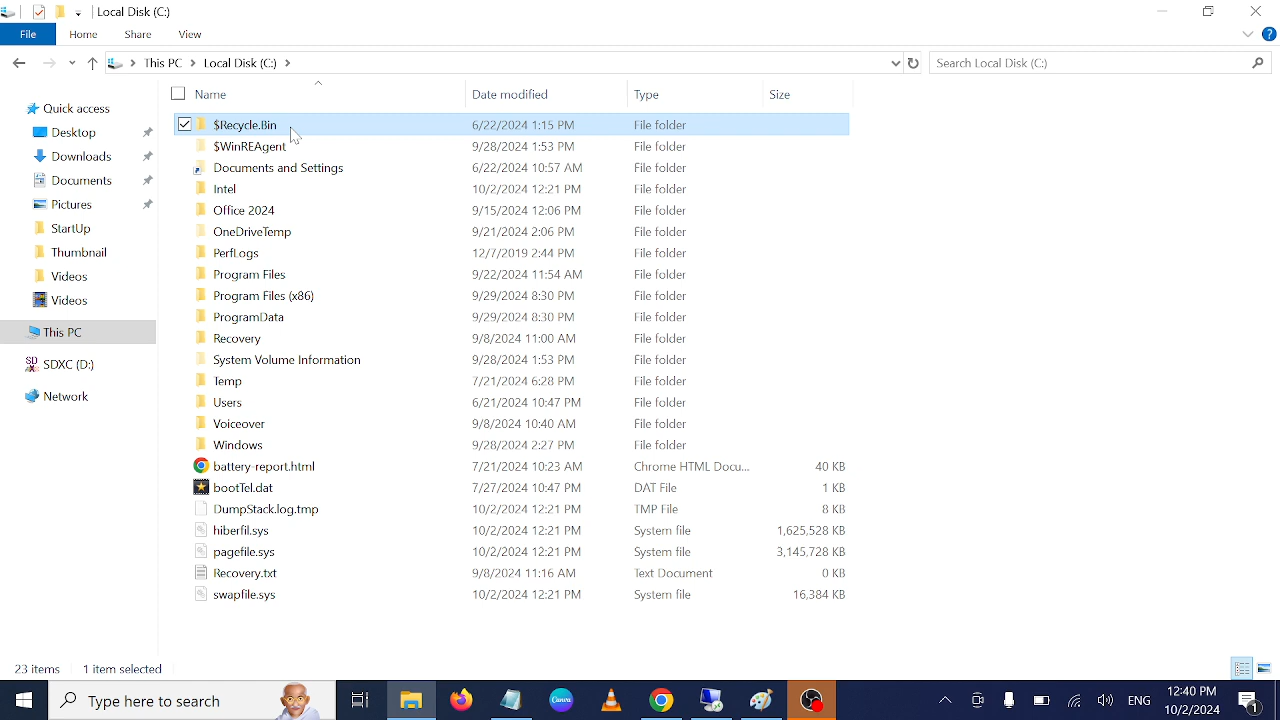 Local Disk (C:)
File Home Share View
This PC Local Disk (C:) Search Local Disk (C:)
Name Date modified Type Size
Quick access
Desktop
Downloads
Documents
Pictures
StartUp
Thumbnail
Videos
Videos
This PC
SDXC (D:)
Network
$Recycle.Bin 6/22/2024 1:15 PM File folder
$WinREAgent 9/28/2024 1:53 PM File folder
Documents and Settings 6/22/2024 10:57 AM File folder
Intel 10/2/2024 12:21 PM File folder
Office 2024 9/15/2024 12:06 PM File folder
OneDriveTemp 9/21/2024 2:06 PM File folder
PerfLogs 12/7/2019 2:44 PM File folder
Program Files 9/22/2024 11:54 AM File folder
Program Files (x86) 9/29/2024 8:30 PM File folder
ProgramData 9/29/2024 8:30 PM File folder
Recovery 9/8/2024 11:00 AM File folder
System Volume Information 9/28/2024 1:53 PM File folder
Temp 7/21/2024 6:28 PM File folder
Users 6/21/2024 10:47 PM File folder
Voiceover 9/8/2024 10:40 AM File folder
Windows 9/28/2024 2:27 PM File folder
battery-report.html 7/21/2024 10:23 AM Chrome HTML Docu... 40 KB
bootTel.dat 7/27/2024 10:47 PM DAT File 1 KB
DumpStack.log.tmp 10/2/2024 12:21 PM TMP File 8 KB
hiberfil.sys 10/2/2024 12:21 PM System file 1,625,528 KB
pagefile.sys 10/2/2024 12:21 PM System file 3,145,728 KB
Recovery.txt 9/8/2024 11:16 AM Text Document 0 KB
swapfile.sys 10/2/2024 12:21 PM System file 16,384 KB
23 items 1 item selected
Type here to search
ENG
12:40 PM
10/2/2024
1